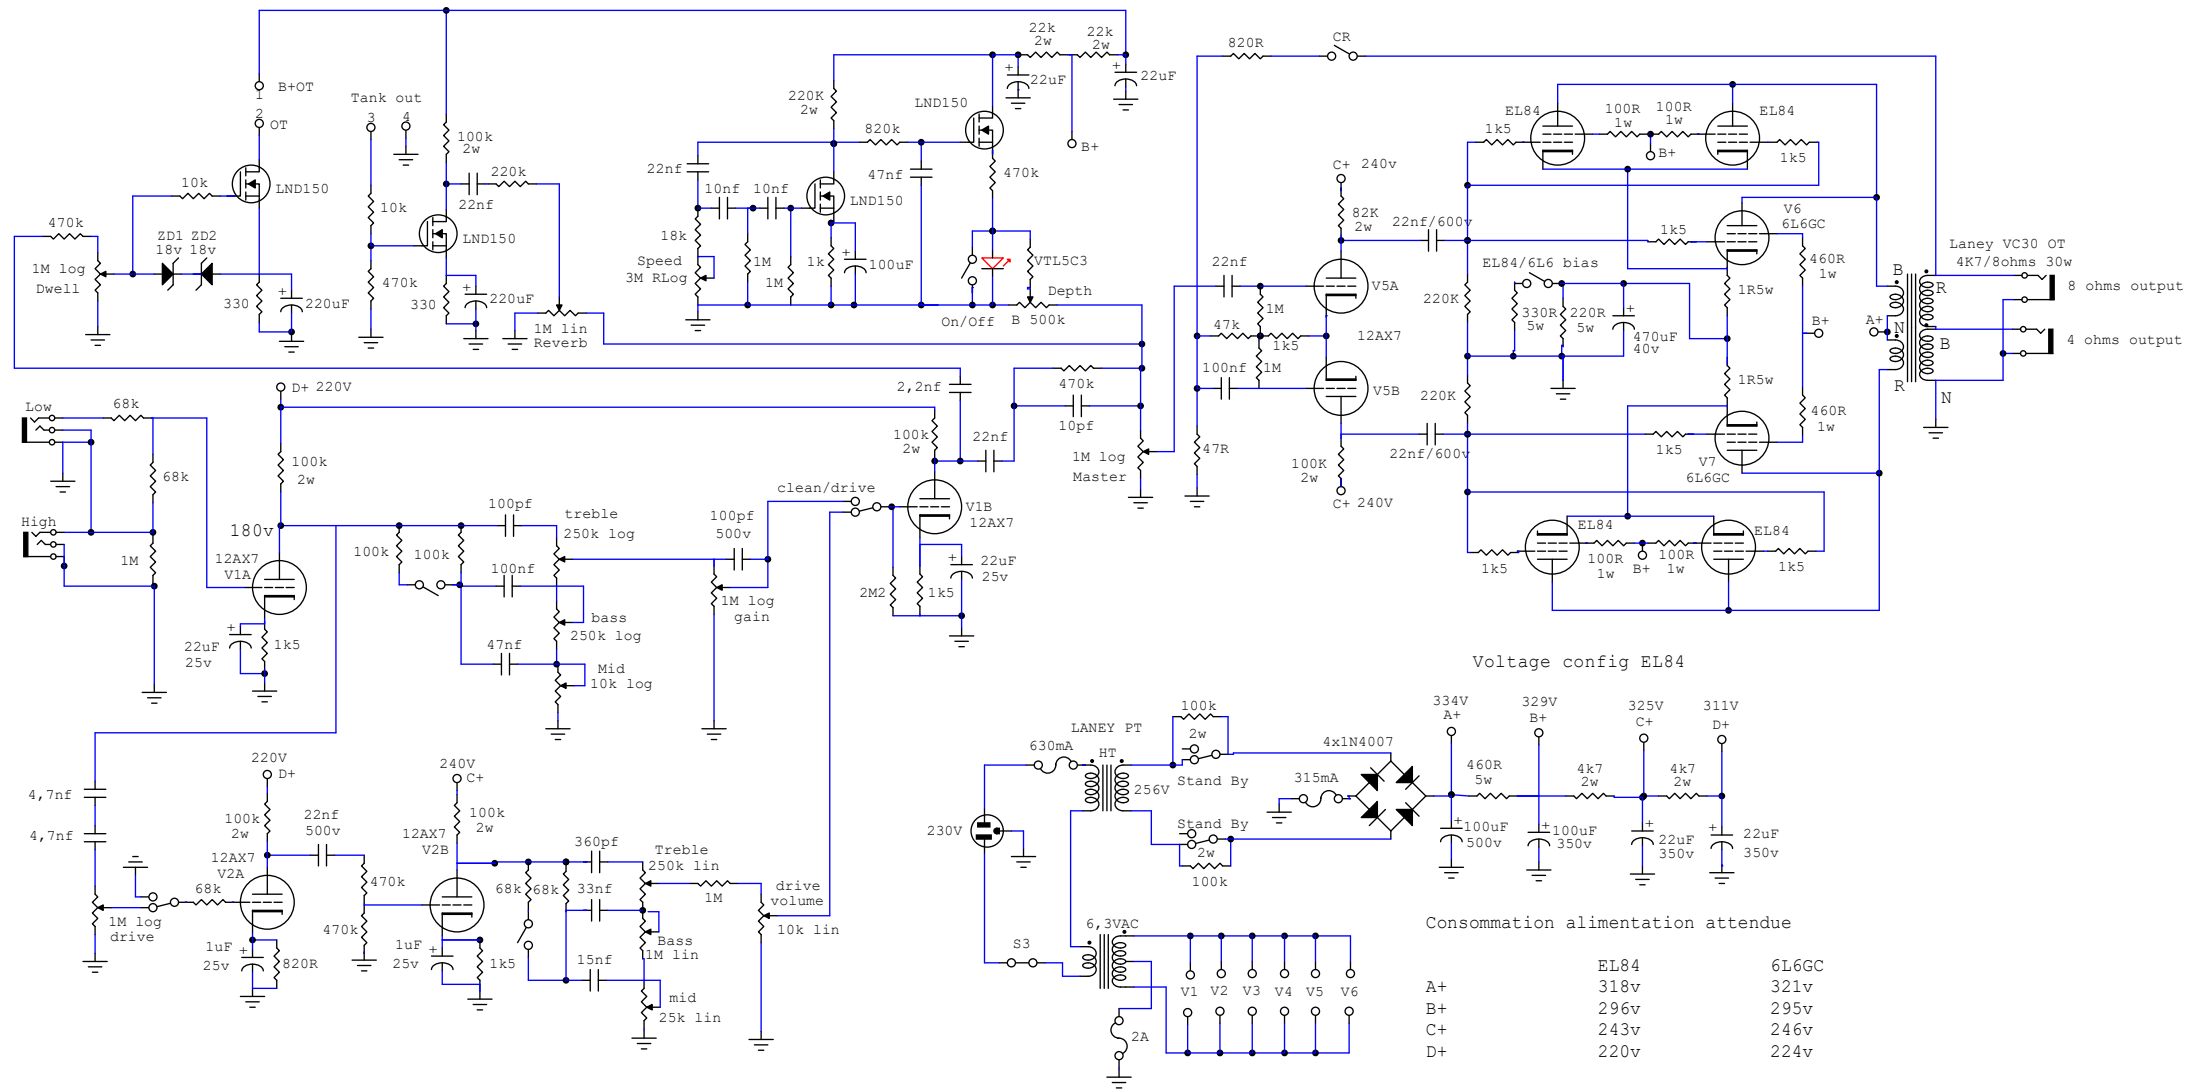 1
B+OT
2
OT
Tank out
3
4
100k
2w
LND150
10k
470k
ZD1
18v
ZD2
18v
1M log
Dwell
330
220uF
10k
470k
LND150
220k
22nf
330
220uF
1M lin
Reverb
22k
2w
22k
2w
22uF
22uF
220K
2w
LND150
820k
B+
22nf
47nf
10nf
10nf
LND150
470k
18k
Speed
3M RLog
1M
1M
1k
100uF
VTL5C3
Depth
On/Off
B 500k
820R
CR
C+ 240v
82K
2w
22nf/600v
22nf
V5A
1M
47k
1k5
12AX7
100nf
1M
V5B
47R
100K
2w
22nf/600v
C+ 240V
220K
220K
EL84
100R
1w
100R
1w
EL84
1k5
B+
1k5
V6
6L6GC
1k5
460R
1w
EL84/6L6 bias
1R5w
330R
5w
220R
5w
470uF
40v
B+
1R5w
460R
1w
1k5
V7
6L6GC
EL84
EL84
1k5
100R
1w
B+
100R
1w
1k5
Laney VC30 OT
4K7/8ohms 30w
B
R
A+
N
B
R
N
8 ohms output
4 ohms output
D+ 220V
Low
68k
68k
100k
2w
High
1M
180v
12AX7
V1A
22uF
25v
1k5
100k
100k
100pf
treble
250k log
100nf
bass
250k log
47nf
Mid
10k log
100pf
500v
1M log
gain
clean/drive
2,2nf
100k
2w
22nf
470k
10pf
1M log
Master
V1B
12AX7
2M2
1k5
22uF
25v
4,7nf
4,7nf
1M log
drive
68k
220V
D+
100k
2w
12AX7
V2A
22nf
500v
470k
470k
1uF
25v
820R
240V
C+
100k
2w
12AX7
V2B
1uF
25v
1k5
68k
68k
360pf
Treble
250k lin
33nf
Bass
1M lin
15nf
mid
25k lin
1M
drive
volume
10k lin
230V
630mA
LANEY PT
HT
256V
100k
2w
Stand By
Stand By
2w
100k
315mA
4x1N4007
S3
6,3VAC
2A
V1
V2
V3
V4
V5
V6
Voltage config EL84
334V
A+
329V
B+
325V
C+
311V
D+
460R
5w
4k7
2w
4k7
2w
100uF
500v
100uF
350v
22uF
350v
22uF
350v
Consommation alimentation attendue
EL84 6L6GC
A+ 318v 321v
B+ 296v 295v
C+ 243v 246v
D+ 220v 224v